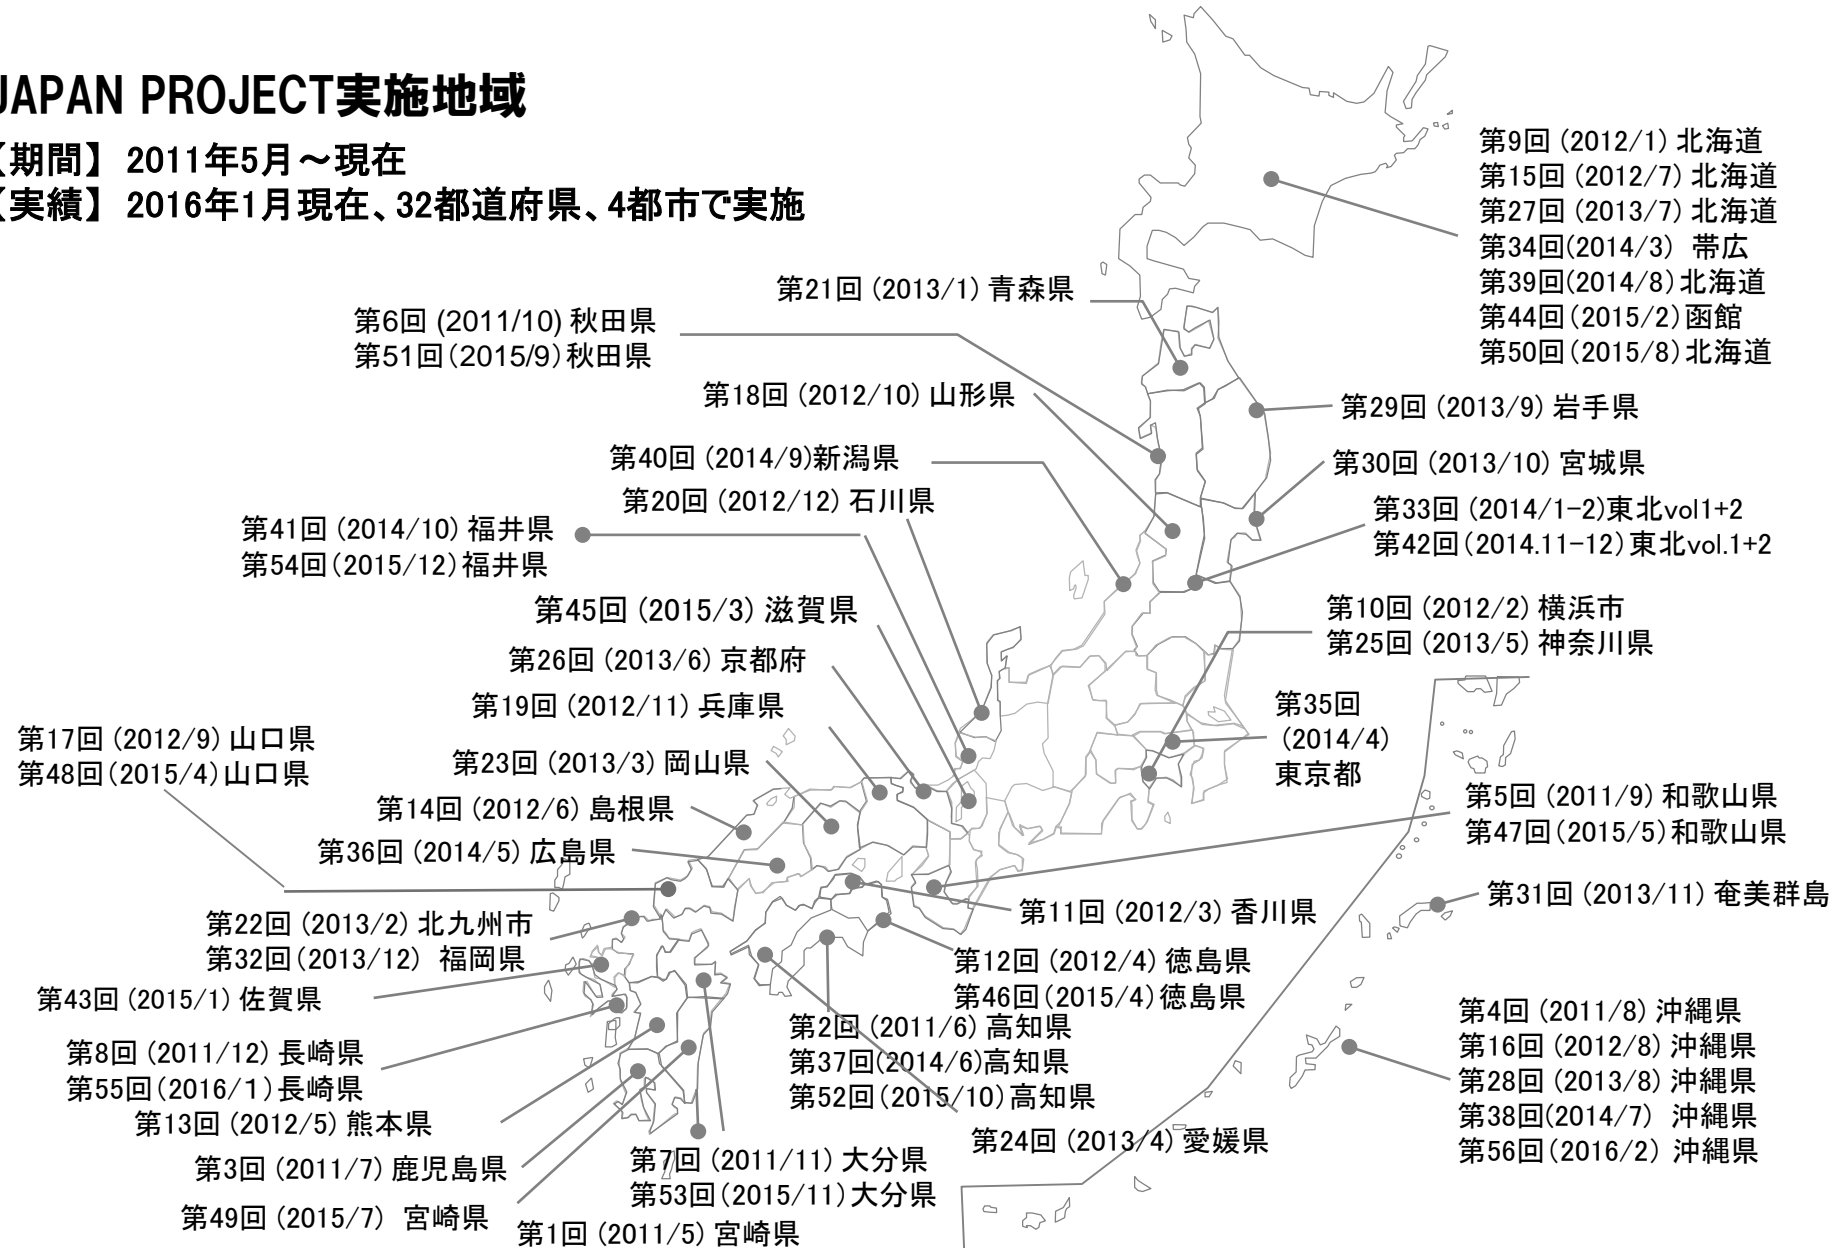 JAPAN PROJECT実施地域
【期間】 2011年5月～現在
【実績】 2016年1月現在、32都道府県、4都市で実施
第9回 (2012/1) 北海道
第15回 (2012/7) 北海道
第27回 (2013/7) 北海道
第34回(2014/3) 帯広
第39回(2014/8)北海道
第44回(2015/2)函館
第50回(2015/8)北海道
第21回 (2013/1) 青森県
第6回 (2011/10) 秋田県
第51回(2015/9)秋田県
第18回 (2012/10) 山形県
第29回 (2013/9) 岩手県
第40回 (2014/9)新潟県
第30回 (2013/10) 宮城県
第20回 (2012/12) 石川県
第33回 (2014/1-2)東北vol1+2
第42回(2014.11-12)東北vol.1+2
第41回 (2014/10) 福井県
第54回(2015/12)福井県
第45回 (2015/3) 滋賀県
第10回 (2012/2) 横浜市
第25回 (2013/5) 神奈川県
第26回 (2013/6) 京都府
第19回 (2012/11) 兵庫県
第35回
(2014/4)
東京都
第17回 (2012/9) 山口県
第48回(2015/4)山口県
第23回 (2013/3) 岡山県
第14回 (2012/6) 島根県
第5回 (2011/9) 和歌山県
第47回(2015/5)和歌山県
第36回 (2014/5) 広島県
第31回 (2013/11) 奄美群島
第22回 (2013/2) 北九州市
第32回(2013/12) 福岡県
第11回 (2012/3) 香川県
第12回 (2012/4) 徳島県
第46回(2015/4)徳島県
第43回 (2015/1) 佐賀県
第2回 (2011/6) 高知県
第37回(2014/6)高知県
第52回(2015/10)高知県
第4回 (2011/8) 沖縄県
第16回 (2012/8) 沖縄県
第28回 (2013/8) 沖縄県
第38回(2014/7) 沖縄県
第56回(2016/2) 沖縄県
第8回 (2011/12) 長崎県
第55回(2016/1)長崎県
第13回 (2012/5) 熊本県
第24回 (2013/4) 愛媛県
第3回 (2011/7) 鹿児島県
第7回 (2011/11) 大分県
第53回(2015/11)大分県
第49回 (2015/7) 宮崎県
第1回 (2011/5) 宮崎県